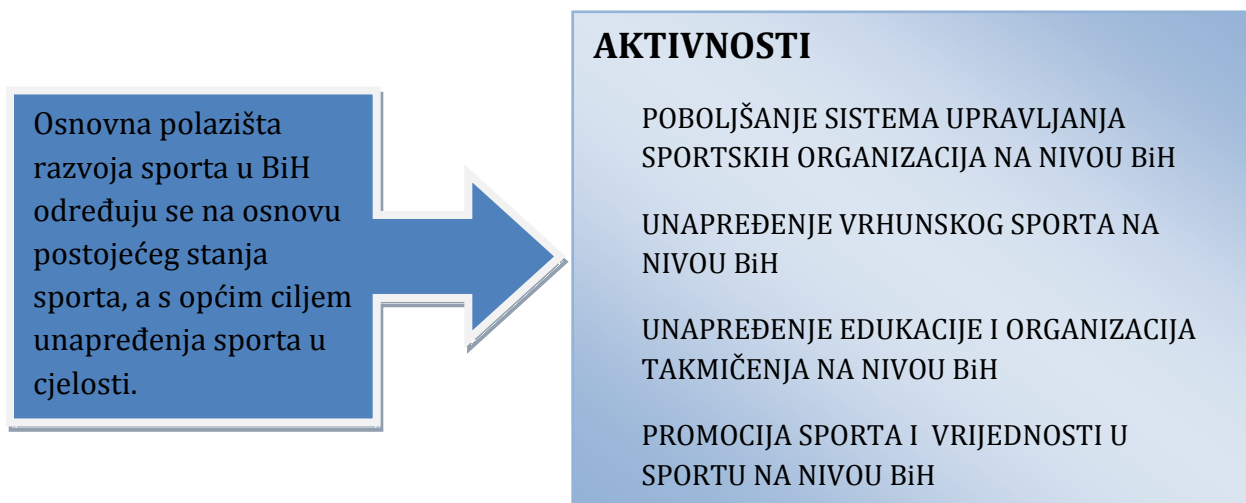 Osnovna polazišta
razvoja sporta u BiH
određuju se na osnovu
postojećeg stanja
sporta, a s općim ciljem
unapređenja sporta u
cjelosti.
AKTIVNOSTI
POBOLJŠANJE SISTEMA UPRAVLJANJA
SPORTSKIH ORGANIZACIJA NA NIVOU BiH
UNAPREĐENJE VRHUNSKOG SPORTA NA
NIVOU BiH
UNAPREĐENJE EDUKACIJE I ORGANIZACIJA
TAKMIČENJA NA NIVOU BiH
PROMOCIJA SPORTA I VRIJEDNOSTI U
SPORTU NA NIVOU BiH